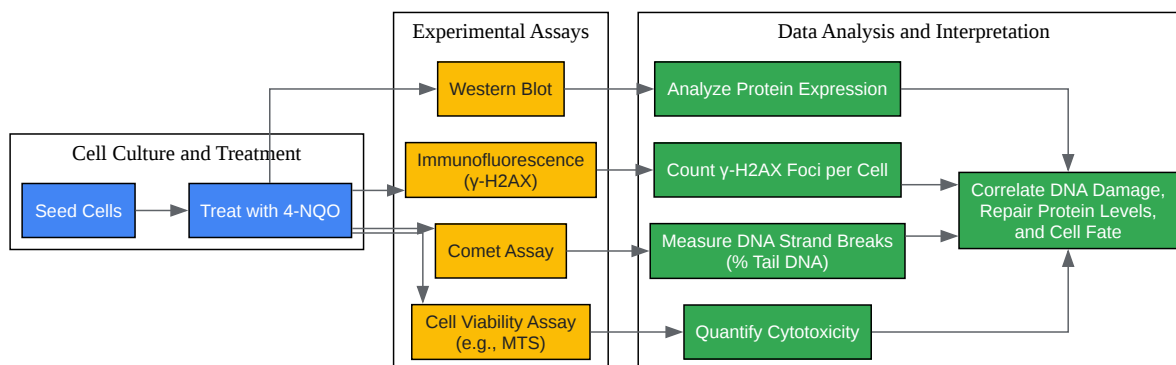 Cell Culture and Treatment
Seed Cells
Treat with 4-NQO
Experimental Assays
Western Blot
Immunofluorescence
(γ-H2AX)
Comet Assay
Cell Viability Assay
(e.g., MTS)
Data Analysis and Interpretation
Analyze Protein Expression
Count γ-H2AX Foci per Cell
Measure DNA Strand Breaks
(% Tail DNA)
Quantify Cytotoxicity
Correlate DNA Damage,
Repair Protein Levels,
and Cell Fate